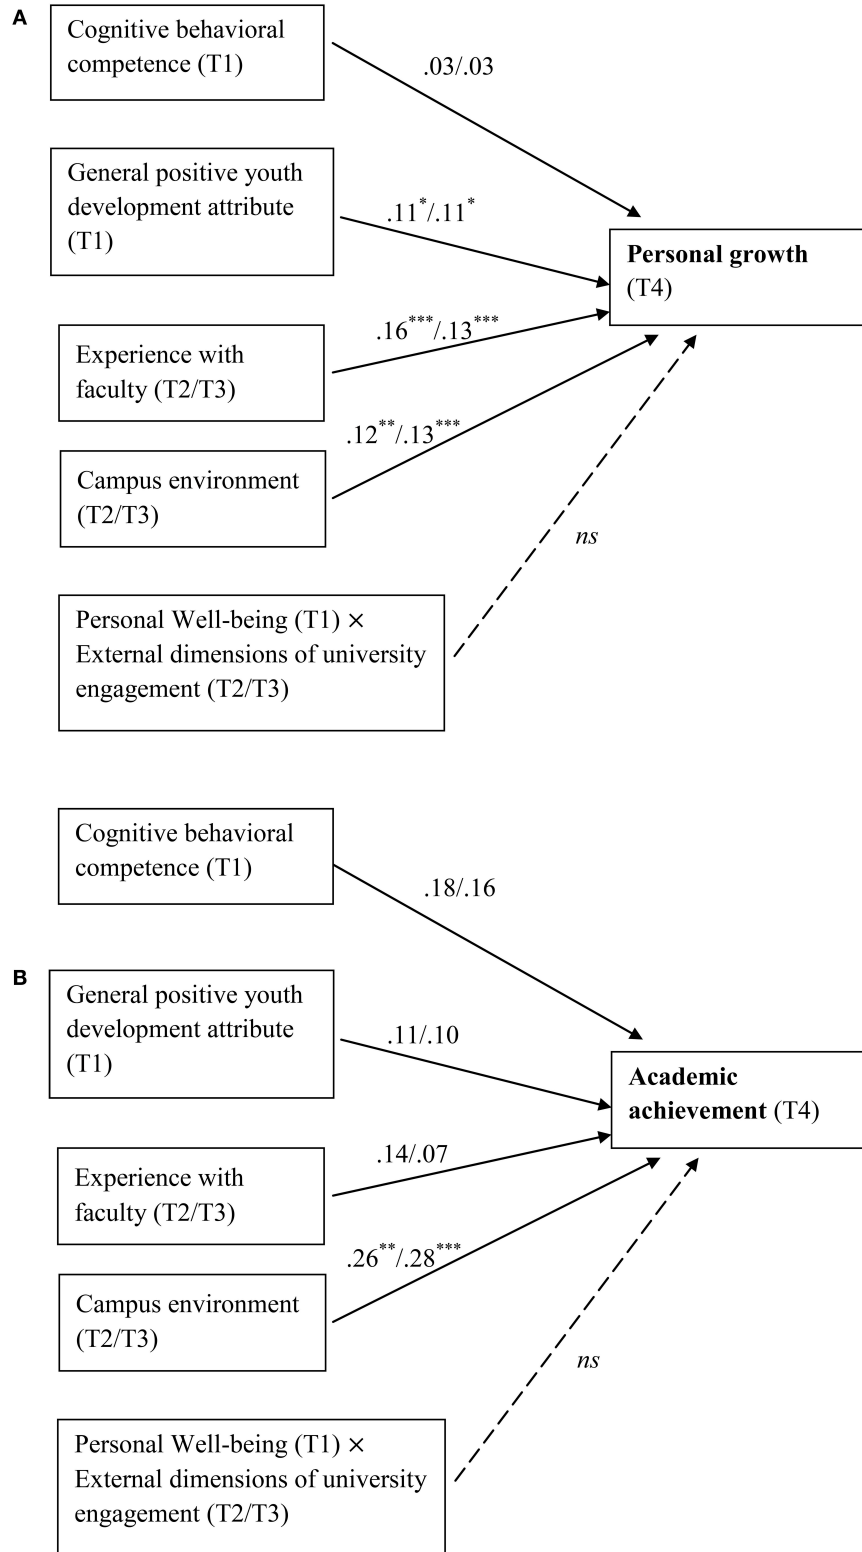 A
Cognitive behavioral
competence (T1)
.03/.03
General positive youth
development attribute
(T1)
.11*/.11*
Personal growth
(T4)
Experience with
faculty (T2/T3)
.16***/.13***
Campus environment
(T2/T3)
.12**/.13***
ns
Personal Well-being (T1) ×
External dimensions of university
engagement (T2/T3)
Cognitive behavioral
competence (T1)
.18/.16
B
General positive youth
development attribute
(T1)
.11/.10
Academic
achievement (T4)
Experience with
faculty (T2/T3)
.14/.07
Campus environment
(T2/T3)
.26**/.28***
ns
Personal Well-being (T1) ×
External dimensions of university
engagement (T2/T3)